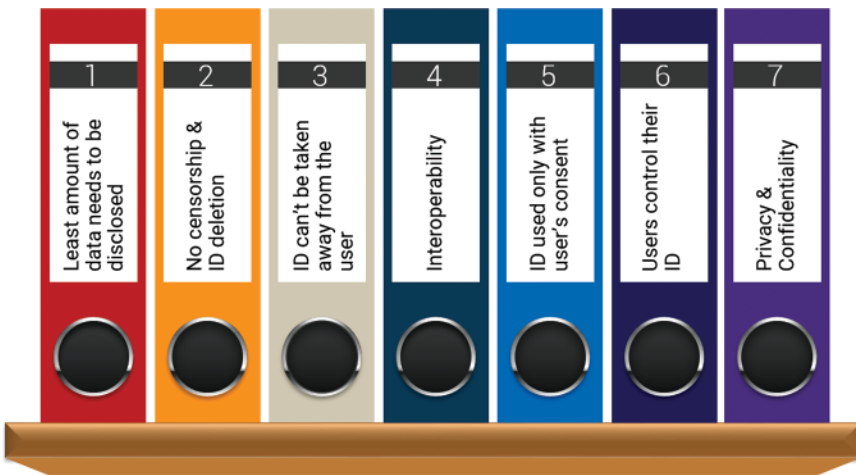 1
Least amount of
data needs to be
disclosed
2
No censorship &
ID deletion
3
ID can't be taken
away from the
user
4
Interoperability
5
ID used only with
user's consent
6
Users control their
ID
7
Privacy &
Confidentiality